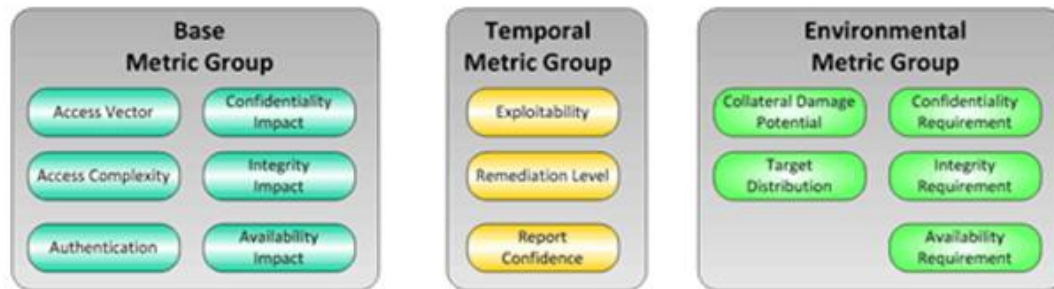 Base
Metric Group
Access Vector
Confidentiality
Impact
Access Complexity
Integrity
Impact
Authentication
Availability
Impact
Temporal
Metric Group
Exploitability
Remediation Level
Report
Confidence
Environmental
Metric Group
Collateral Damage
Potential
Confidentiality
Requirement
Target
Distribution
Integrity
Requirement
Availability
Requirement